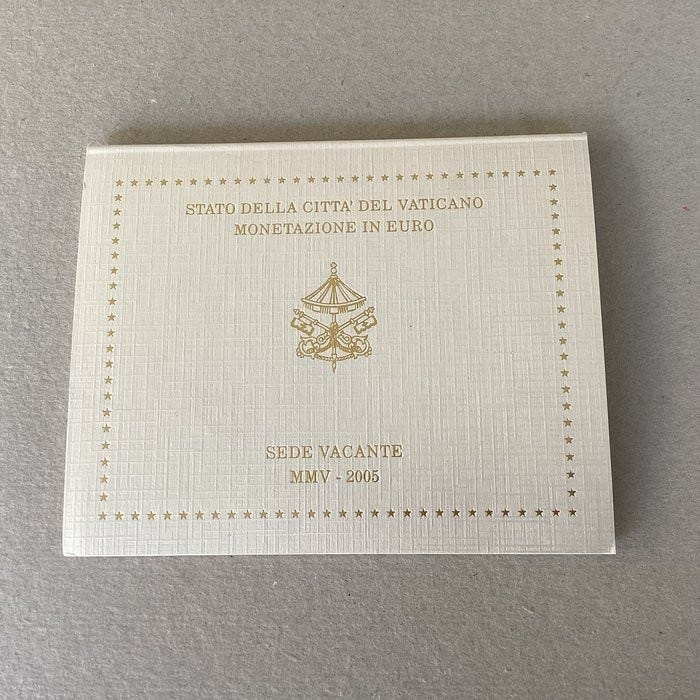 STATO DELLA CITTA' DEL VATICANO
MONETAZIONE IN EURO
SEDE VACANTE
MMV - 2005